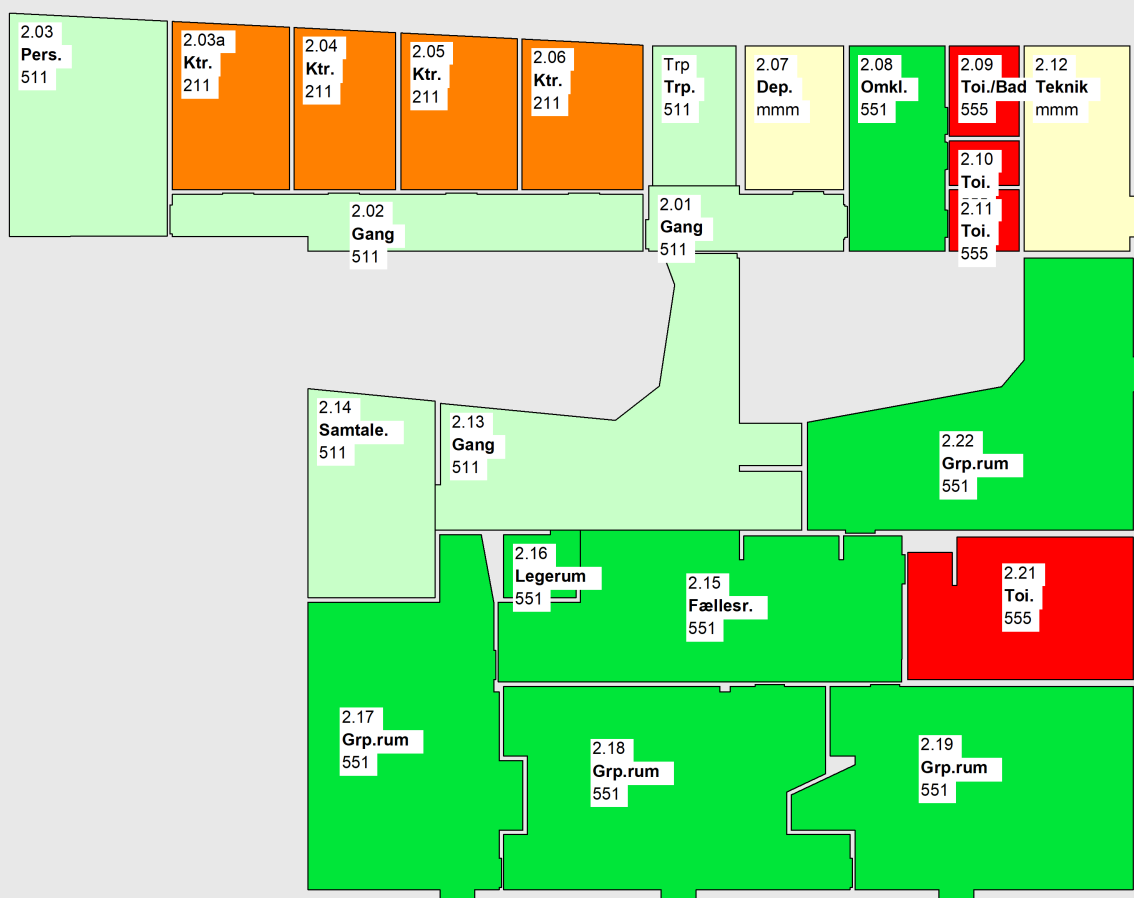 2.03
Pers.
511
2.03a
Ktr.
211
2.04
Ktr.
211
2.05
Ktr.
211
2.06
Ktr.
211
Trp
Trp.
511
2.07
Dep.
mmm
2.08
Omkl.
551
2.09
Toi./Bad
555
2.12
Teknik
mmm
2.10
Toi.
2.11
Toi.
555
2.02
Gang
511
2.01
Gang
511
2.14
Samtale.
511
2.13
Gang
511
2.22
Grp.rum
551
2.16
Legerum
551
2.15
Fællesr.
551
2.21
Toi.
555
2.17
Grp.rum
551
2.18
Grp.rum
551
2.19
Grp.rum
551